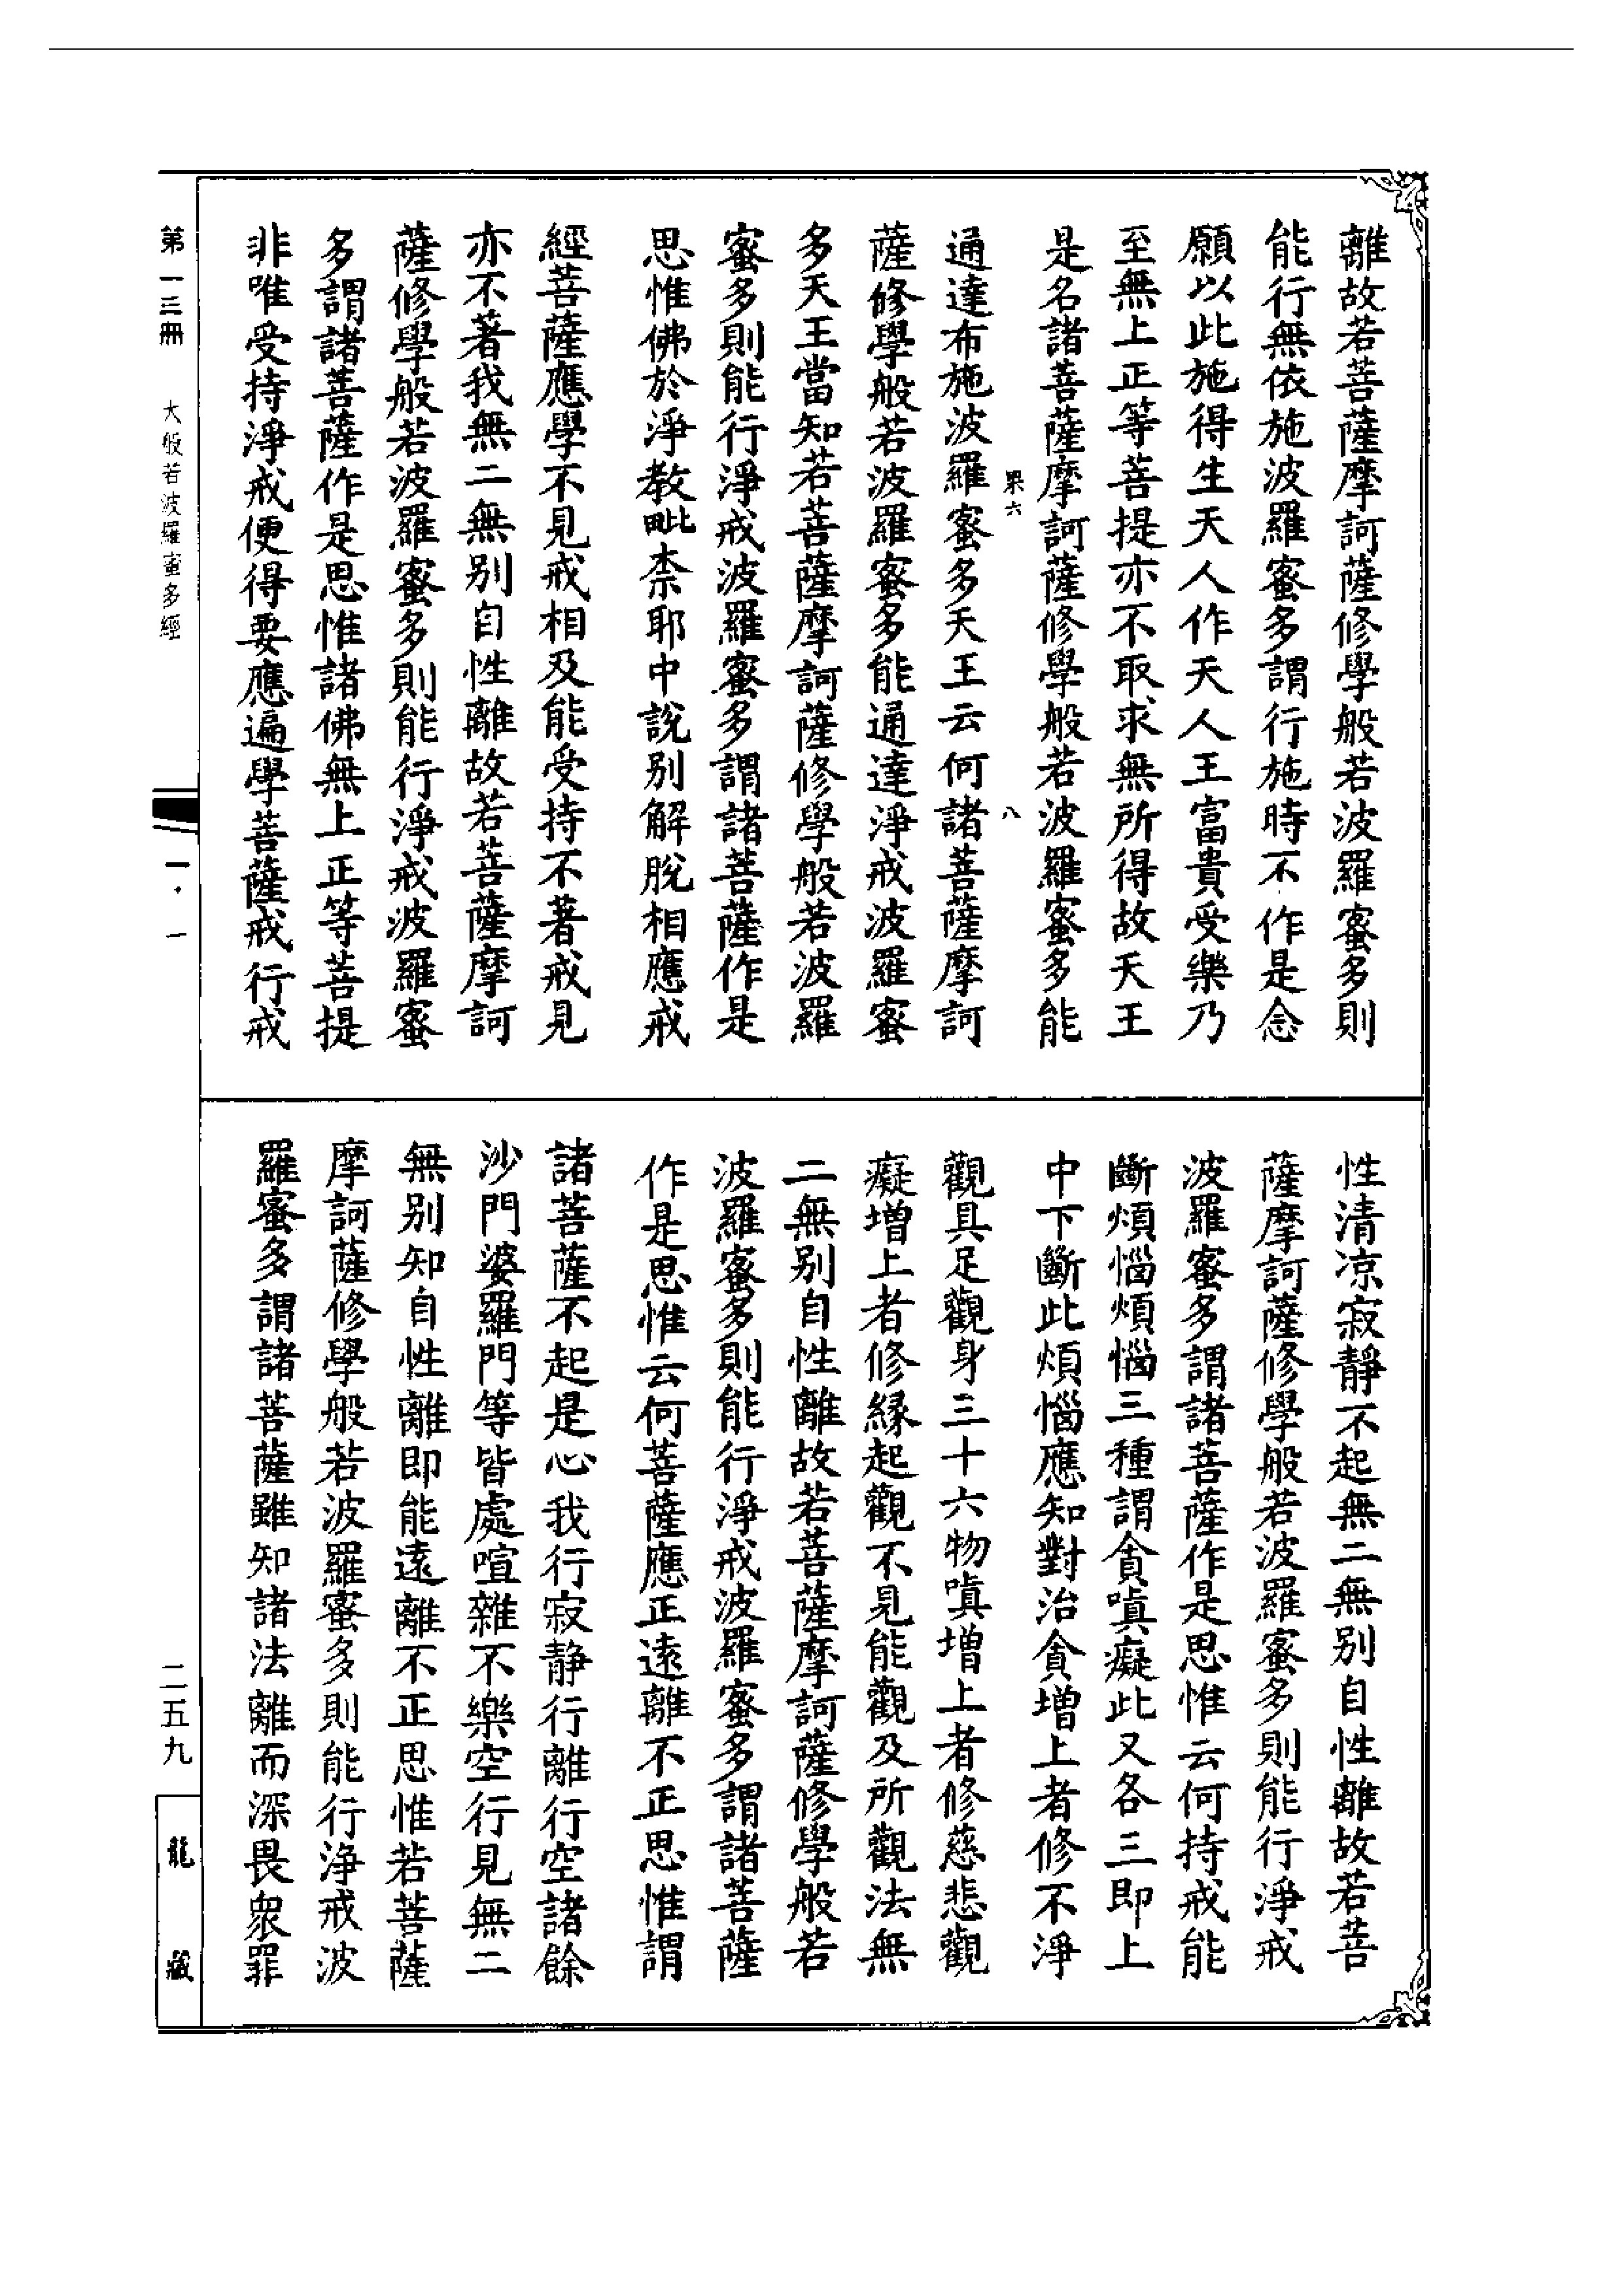 離故若菩薩摩訶薩修學般若波羅蜜多則
能行無依施波羅蜜多謂行施時不作是念
願以此施得生天人作天人王富貴受樂乃
至無上正等菩提亦不取求無所得故天王
是名諸菩薩摩訶薩修學般若波羅蜜多能
果六 八
通達布施波羅蜜多天王云何諸菩薩摩訶
薩修學般若波羅蜜多能通達淨戒波羅蜜
多天王當知若菩薩摩訶薩修學般若波羅
蜜多則能行淨戒波羅蜜多謂諸菩薩作是
思惟佛於淨教毗柰耶中說別解脫相應戒
經菩薩應學不見戒相及能受持不著戒見
亦不著我無二無別自性離故若菩薩摩訶
薩修學般若波羅蜜多則能行淨戒波羅蜜
多謂諸菩薩作是思惟諸佛無上正等菩提
非唯受持淨戒便得要應遍學菩薩戒行戒
性清涼寂靜不起無二無別自性離故若菩
薩摩訶薩修學般若波羅蜜多則能行淨戒
波羅蜜多謂諸菩薩作是思惟云何持戒能
斷煩惱煩惱三種謂貪嗔癡此又各三即上
中下斷此煩惱應知對治貪增上者修不淨
觀具足觀身三十六物嗔增上者修慈悲觀
癡增上者修緣起觀不見能觀及所觀法無
二無別自性離故若菩薩摩訶薩修學般若
波羅蜜多則能行淨戒波羅蜜多謂諸菩薩
作是思惟云何菩薩應正遠離不正思惟謂
諸菩薩不起是心我行寂靜行離行空諸餘
沙門婆羅門等皆處喧雜不樂空行見無二
無別知自性離即能遠離不正思惟若菩薩
摩訶薩修學般若波羅蜜多則能行淨戒波
羅蜜多謂諸菩薩雖知諸法離而深畏眾罪
第一三冊 大般若波羅蜜多經 一·一 二五九 龍藏